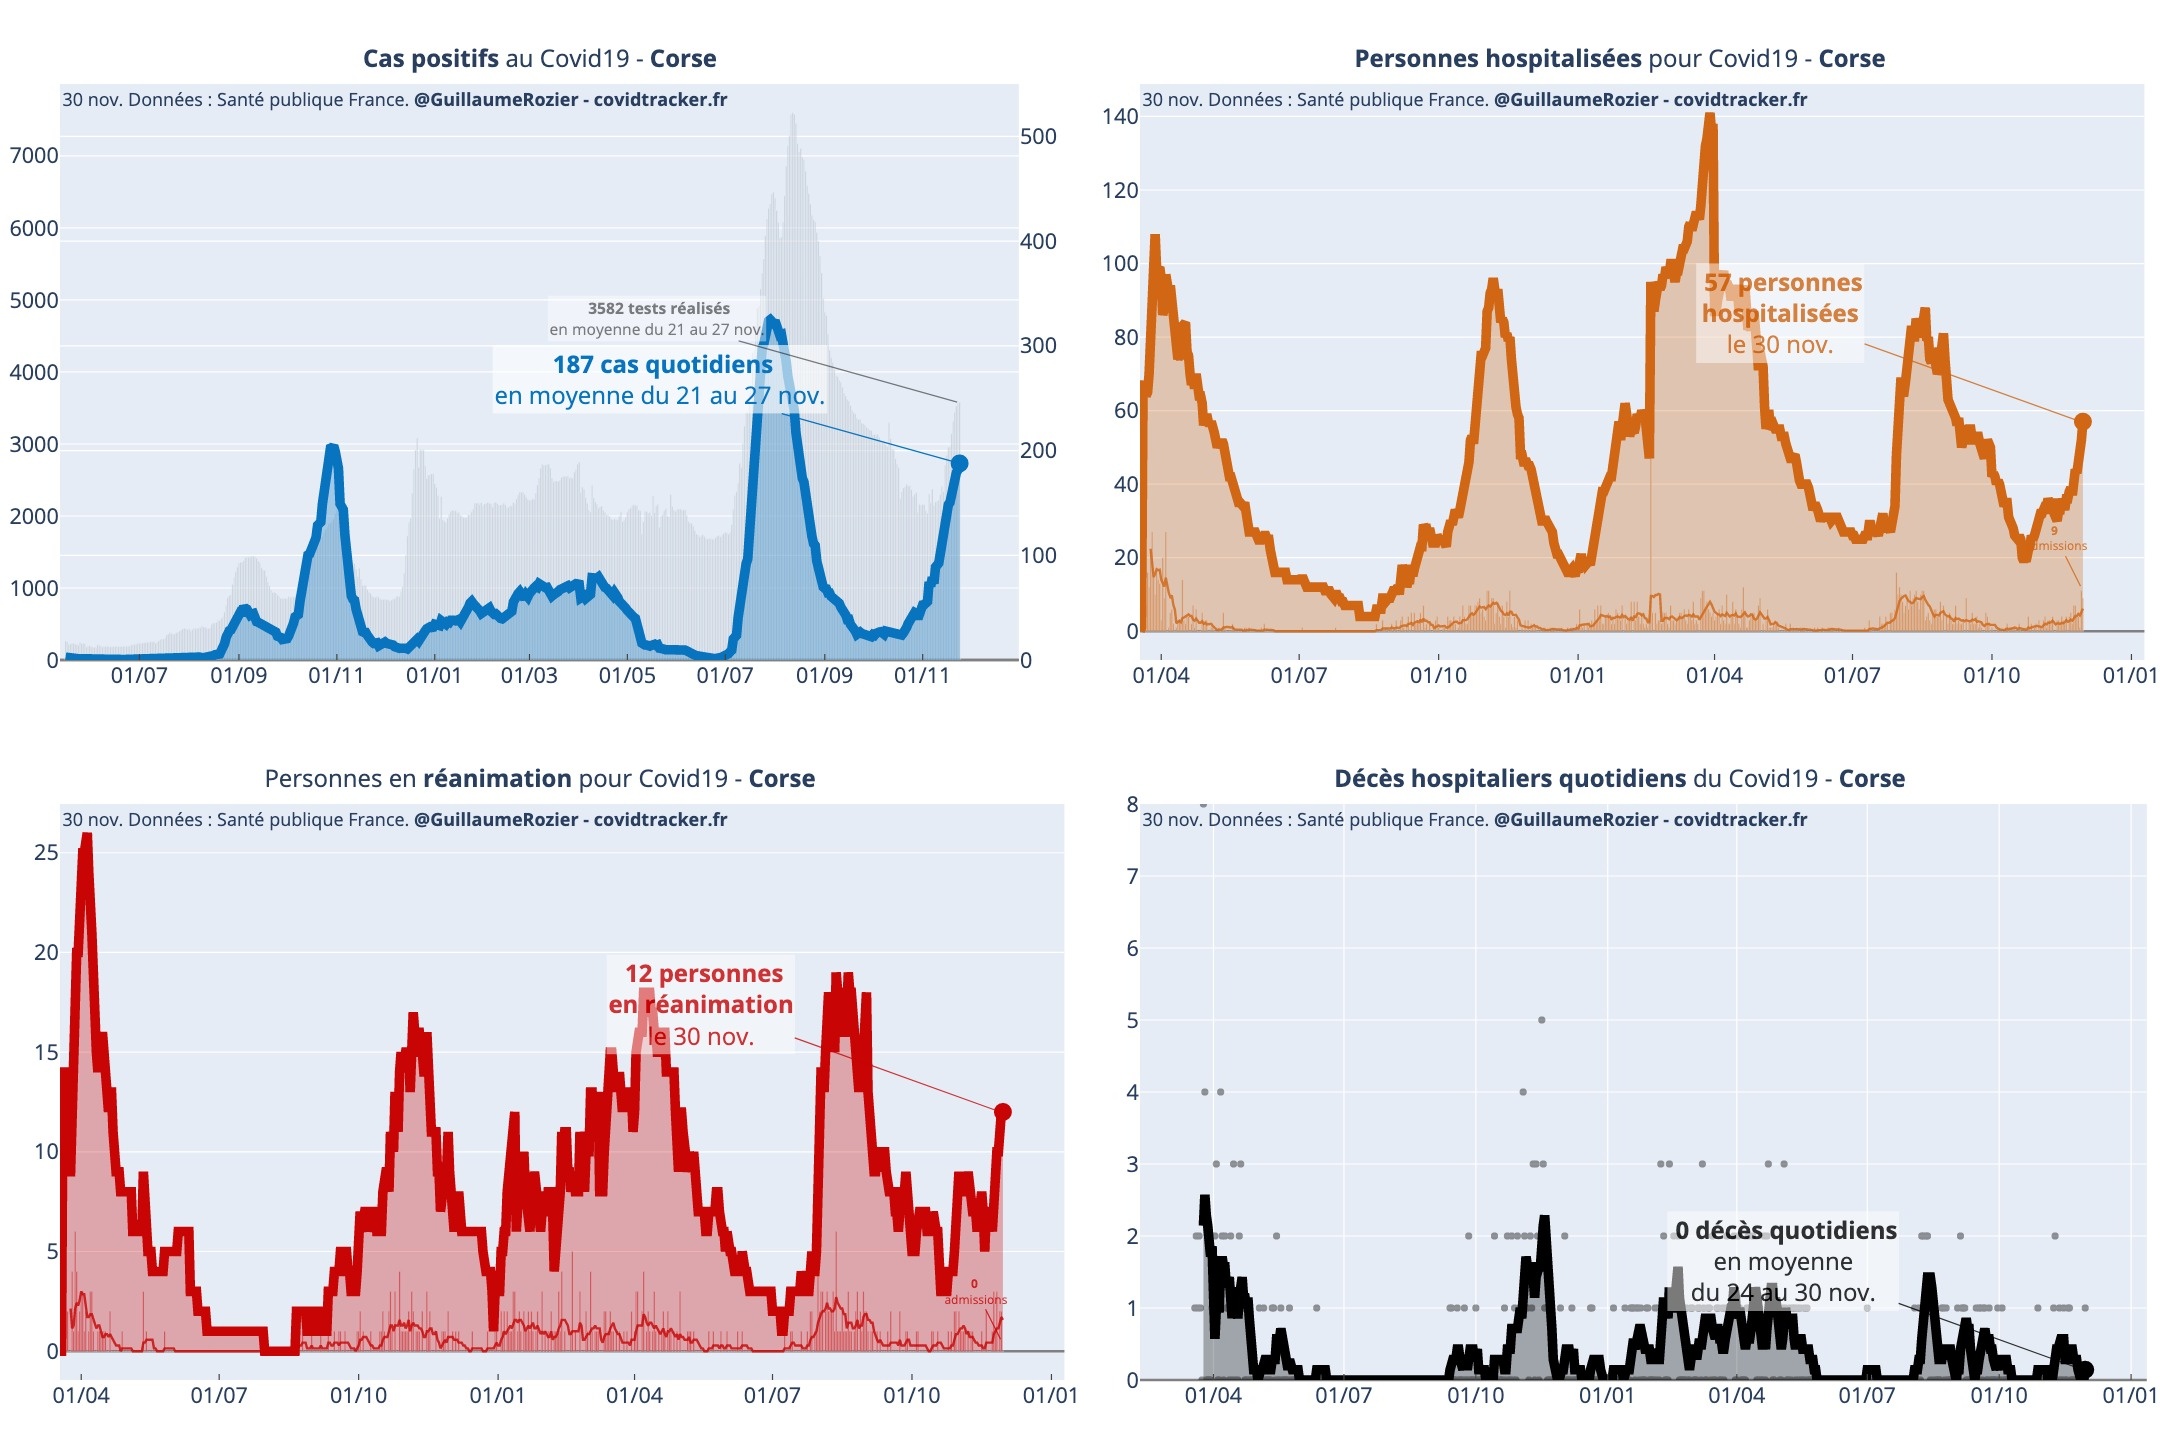 Cas positifs au Covid19 - Corse
30 nov. Données : Santé publique France. @GuillaumeRozier - covidtracker.fr
7000
6000
5000
4000
3000
2000
1000
0
500
400
300
200
100
0
3582 tests réalisés
en moyenne du 21 au 27 nov.
187 cas quotidiens
en moyenne du 21 au 27 nov.
01/07 01/09 01/11 01/01 01/03 01/05 01/07 01/09 01/11
Personnes hospitalisées pour Covid19 - Corse
30 nov. Données : Santé publique France. @GuillaumeRozier - covidtracker.fr
140
120
100
80
60
40
20
0
57 personnes
hospitalisées
le 30 nov.
9
admissions
01/04 01/07 01/10 01/01 01/04 01/07 01/10 01/01
Personnes en réanimation pour Covid19 - Corse
30 nov. Données : Santé publique France. @GuillaumeRozier - covidtracker.fr
25
20
15
10
5
0
12 personnes
en réanimation
le 30 nov.
0
admissions
01/04 01/07 01/10 01/01 01/04 01/07 01/10 01/01
Décès hospitaliers quotidiens du Covid19 - Corse
30 nov. Données : Santé publique France. @GuillaumeRozier - covidtracker.fr
8
7
6
5
4
3
2
1
0
0 décès quotidiens
en moyenne
du 24 au 30 nov.
01/04 01/07 01/10 01/01 01/04 01/07 01/10 01/01